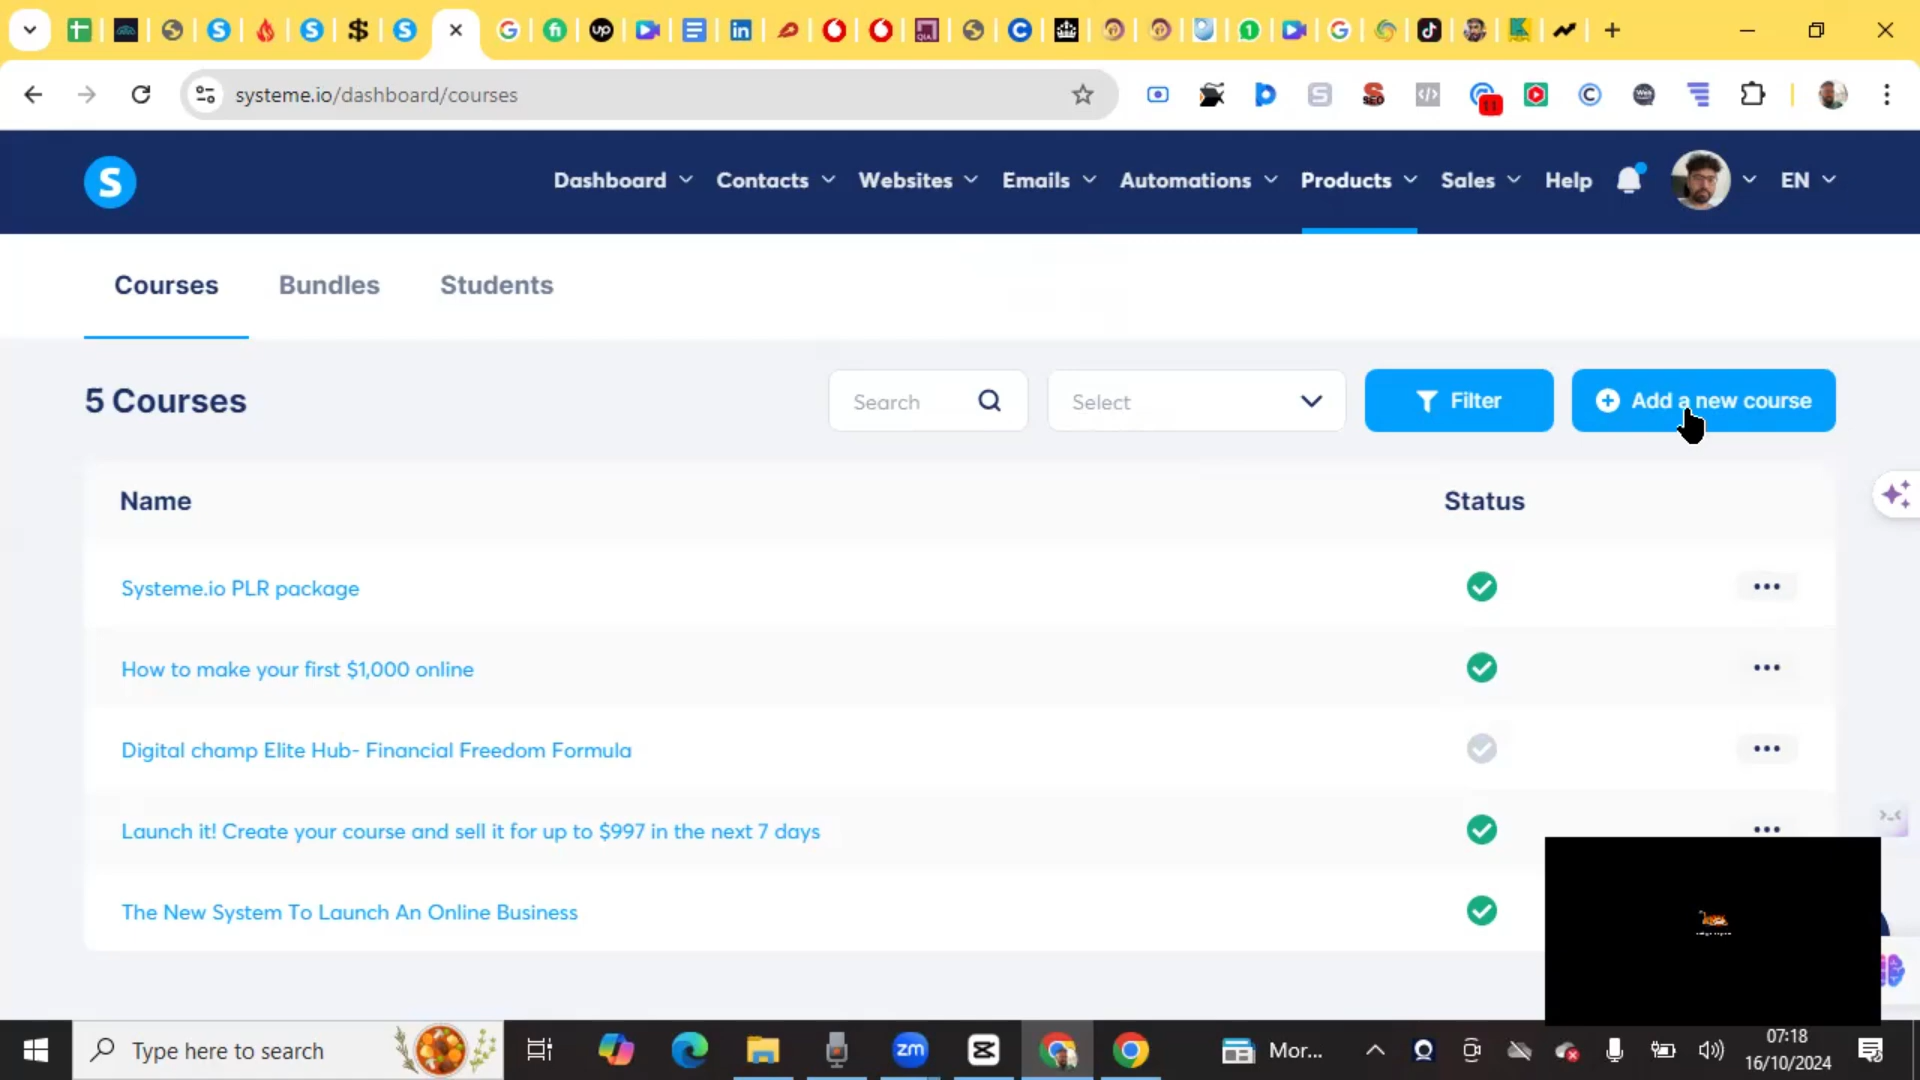 systeme.io/dashboard/courses
S
Dashboard
Contacts
Websites
Emails
Automations
Products
Sales
Help
EN
Courses
Bundles
Students
5 Courses
Search
Select
Filter
Add a new course
Name
Status
Systeme.io PLR package
How to make your first $1,000 online
Digital champ Elite Hub- Financial Freedom Formula
Launch it! Create your course and sell it for up to $997 in the next 7 days
The New System To Launch An Online Business
Type here to search
zm
Mor...
07:18
16/10/2024